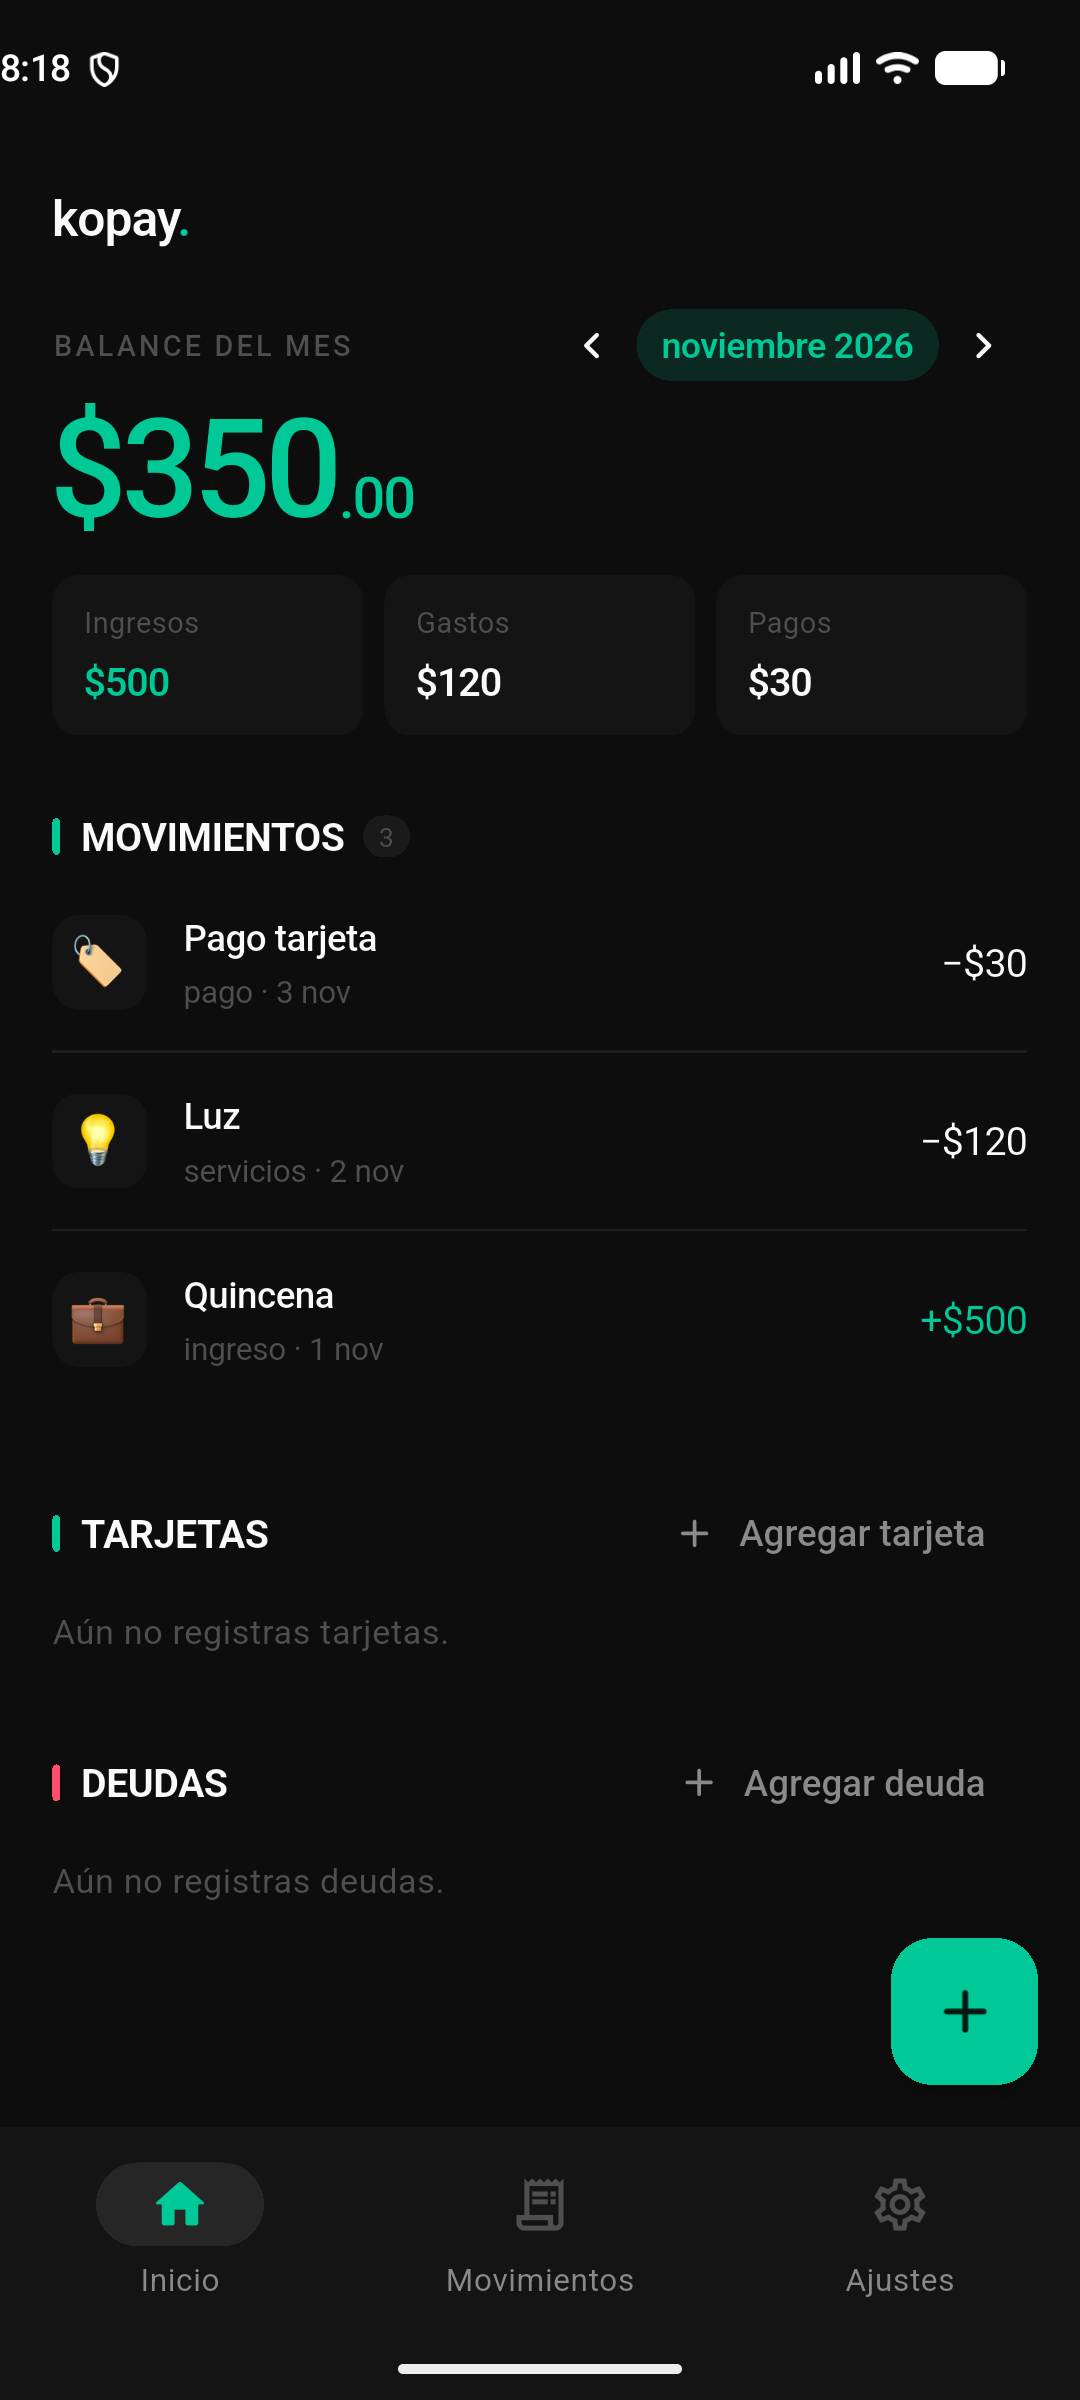 8:18
kopay.
BALANCE DEL MES
noviembre 2026
$350.00
Ingresos
$500
Gastos
$120
Pagos
$30
MOVIMIENTOS 3
Pago tarjeta
pago · 3 nov
−$30
Luz
servicios · 2 nov
−$120
Quincena
ingreso · 1 nov
+$500
TARJETAS
Agregar tarjeta
Aún no registras tarjetas.
DEUDAS
Agregar deuda
Aún no registras deudas.
Inicio
Movimientos
Ajustes